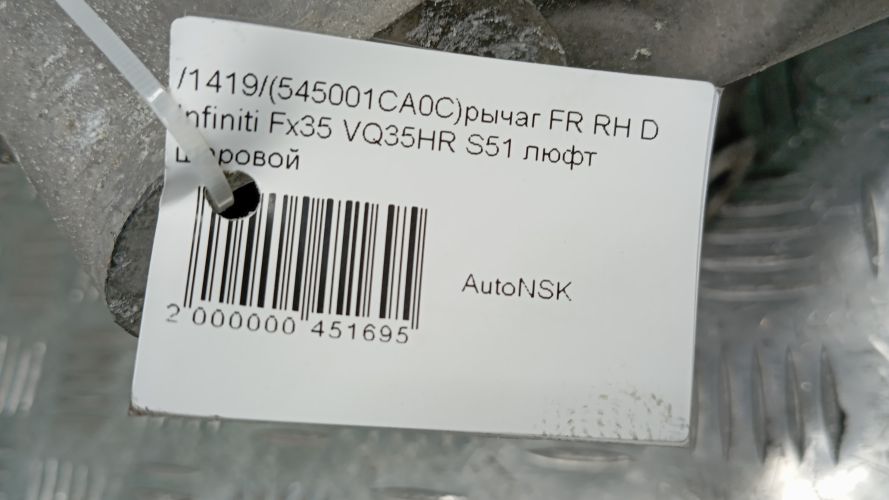 /1419/(545001CA0C)рычаг FR RH D
Infiniti Fx35 VQ35HR S51 люфт
шаровой
AutoNSK
2 000000 451695